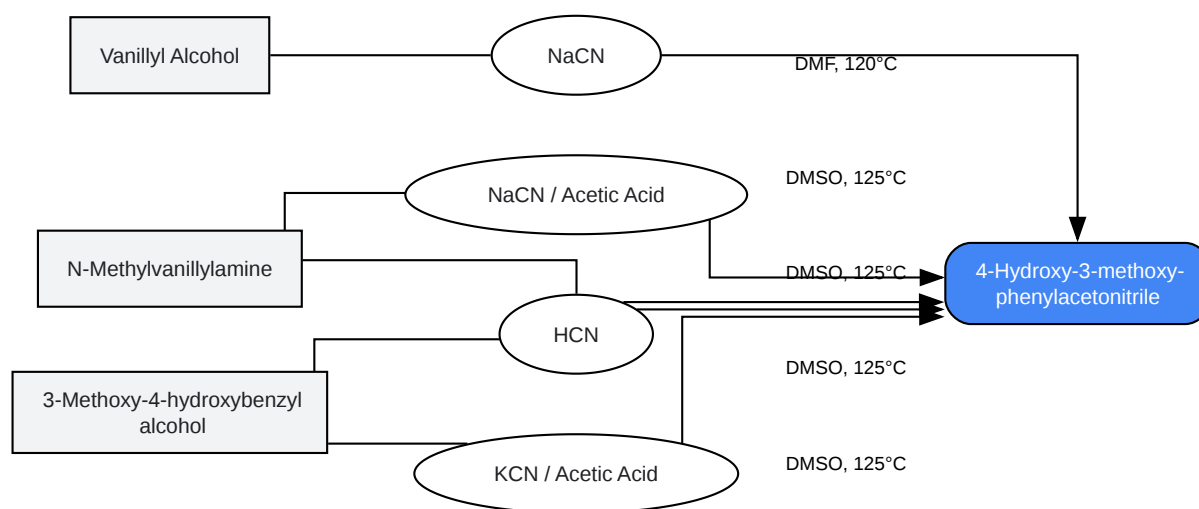 Vanillyl Alcohol
NaCN
DMF, 120°C
NaCN / Acetic Acid
DMSO, 125°C
N-Methylvanillylamine
DMSO, 125°C
4-Hydroxy-3-methoxy-
phenylacetonitrile
HCN
DMSO, 125°C
3-Methoxy-4-hydroxybenzyl
alcohol
KCN / Acetic Acid
DMSO, 125°C